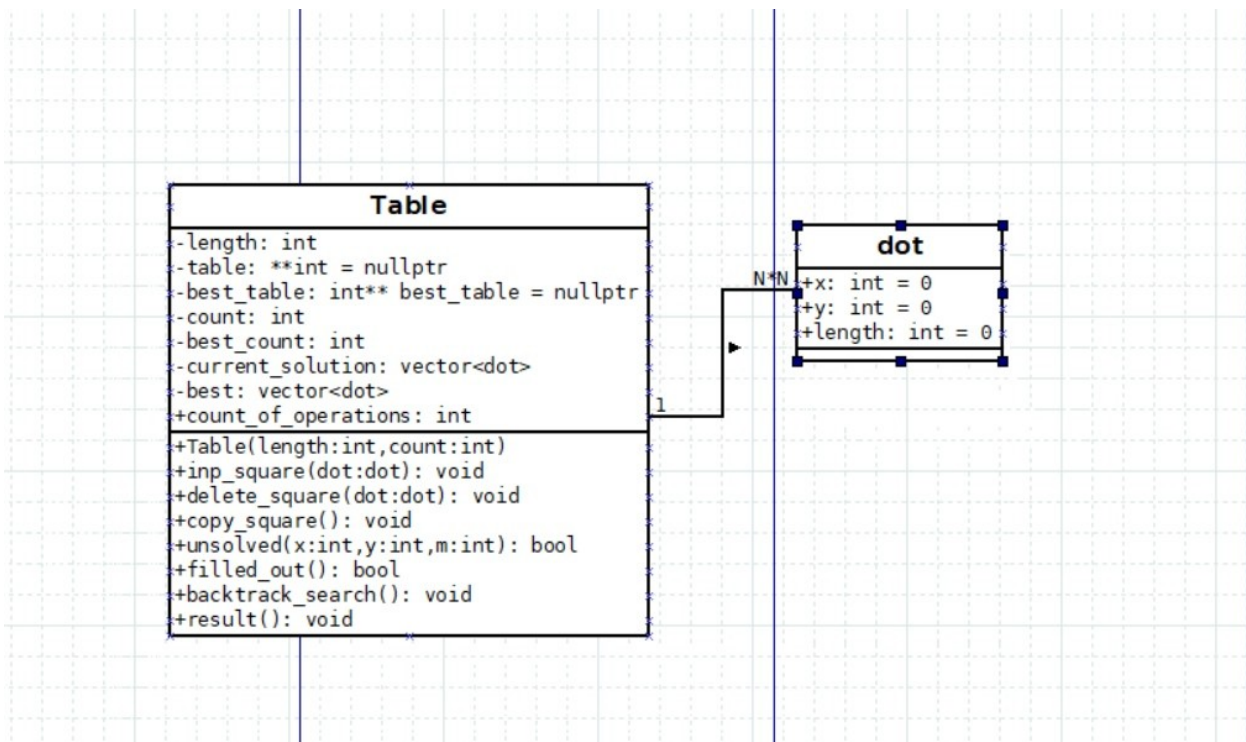 Table
-length: int
-table: **int = nullptr
-best_table: int** best_table = nullptr
-count: int
-best_count: int
-current_solution: vector<dot>
-best: vector<dot>
+count_of_operations: int
+Table(length:int,count:int)
+inp_square(dot:dot): void
+delete_square(dot:dot): void
+copy_square(): void
+unsolved(x:int,y:int,m:int): bool
+filled_out(): bool
+backtrack_search(): void
+result(): void
1
N*N
dot
+x: int = 0
+y: int = 0
+length: int = 0